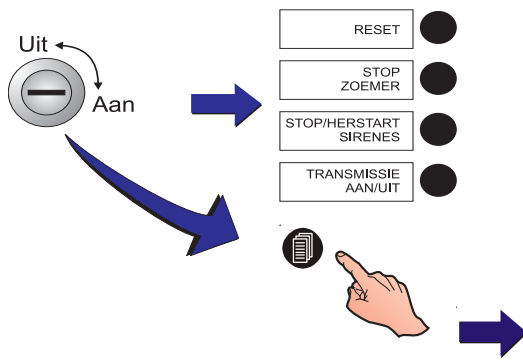 Uit
Aan
RESET
STOP
ZOEMER
STOP/HERSTART
SIRENES
TRANSMISSIE
AAN/UIT